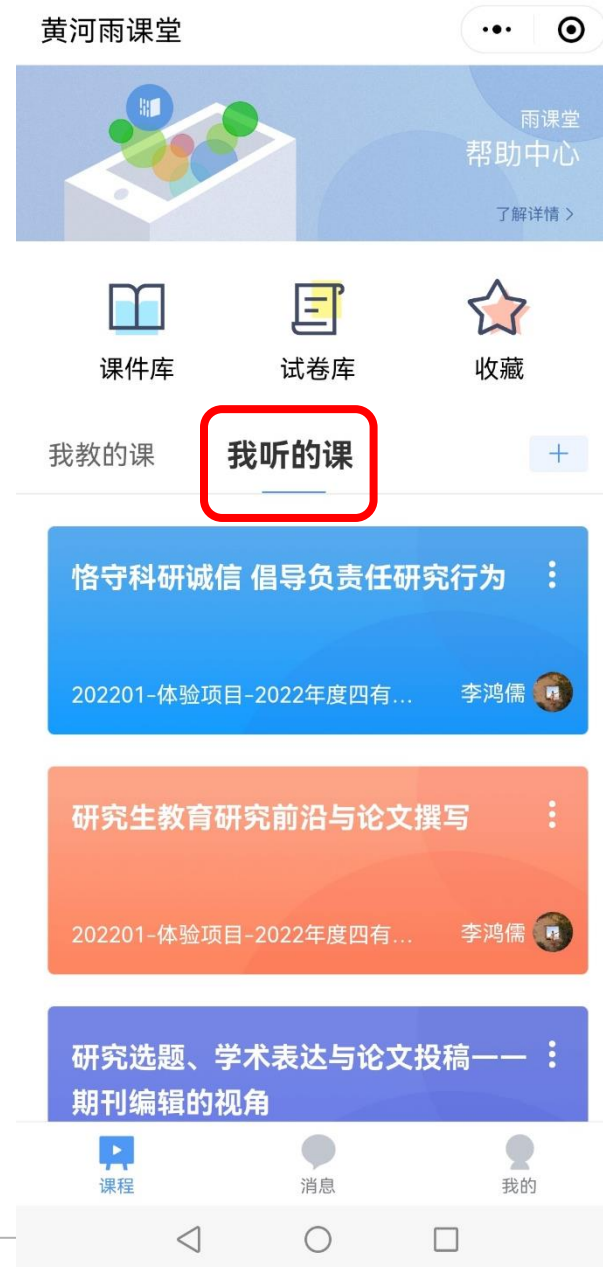 黄河雨课堂
雨课堂
帮助中心
了解详情 >
课件库 试卷库 收藏
我教的课 我听的课 +
恪守科研诚信 倡导负责任研究行为
202201-体验项目-2022年度四有... 李鸿儒
研究生教育研究前沿与论文撰写
202201-体验项目-2022年度四有... 李鸿儒
研究选题、学术表达与论文投稿——
期刊编辑的视角
课程 消息 我的